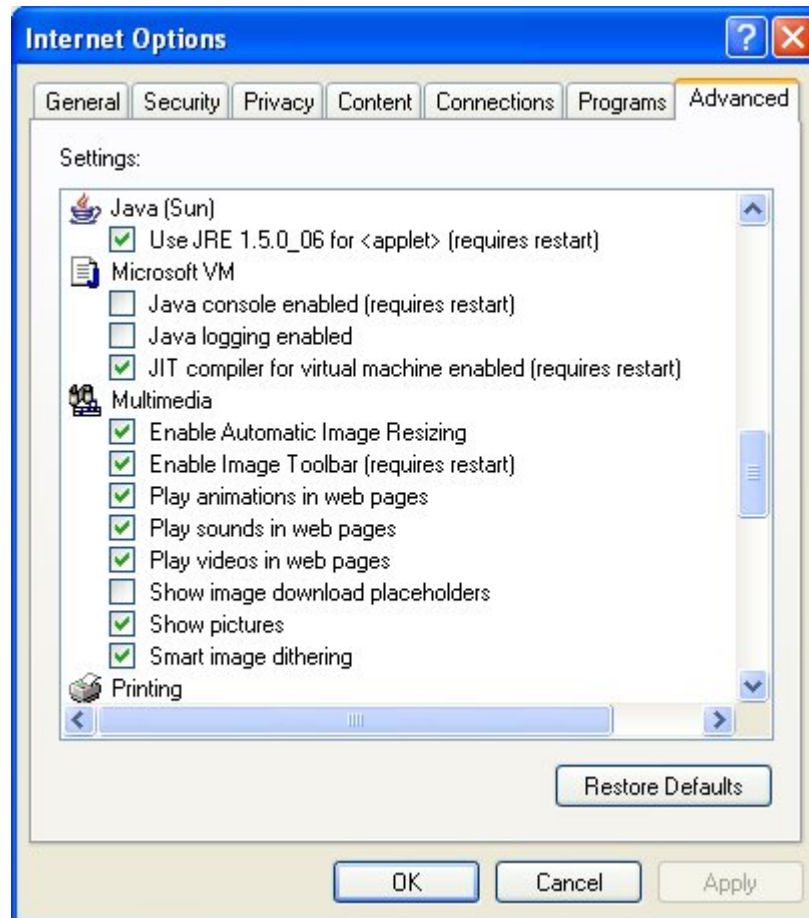 Internet Options
General Security Privacy Content Connections Programs Advanced
Settings:
Java (Sun)
Use JRE 1.5.0_06 for <applet> (requires restart)
Microsoft VM
Java console enabled (requires restart)
Java logging enabled
JIT compiler for virtual machine enabled (requires restart)
Multimedia
Enable Automatic Image Resizing
Enable Image Toolbar (requires restart)
Play animations in web pages
Play sounds in web pages
Play videos in web pages
Show image download placeholders
Show pictures
Smart image dithering
Printing
Restore Defaults
OK Cancel Apply